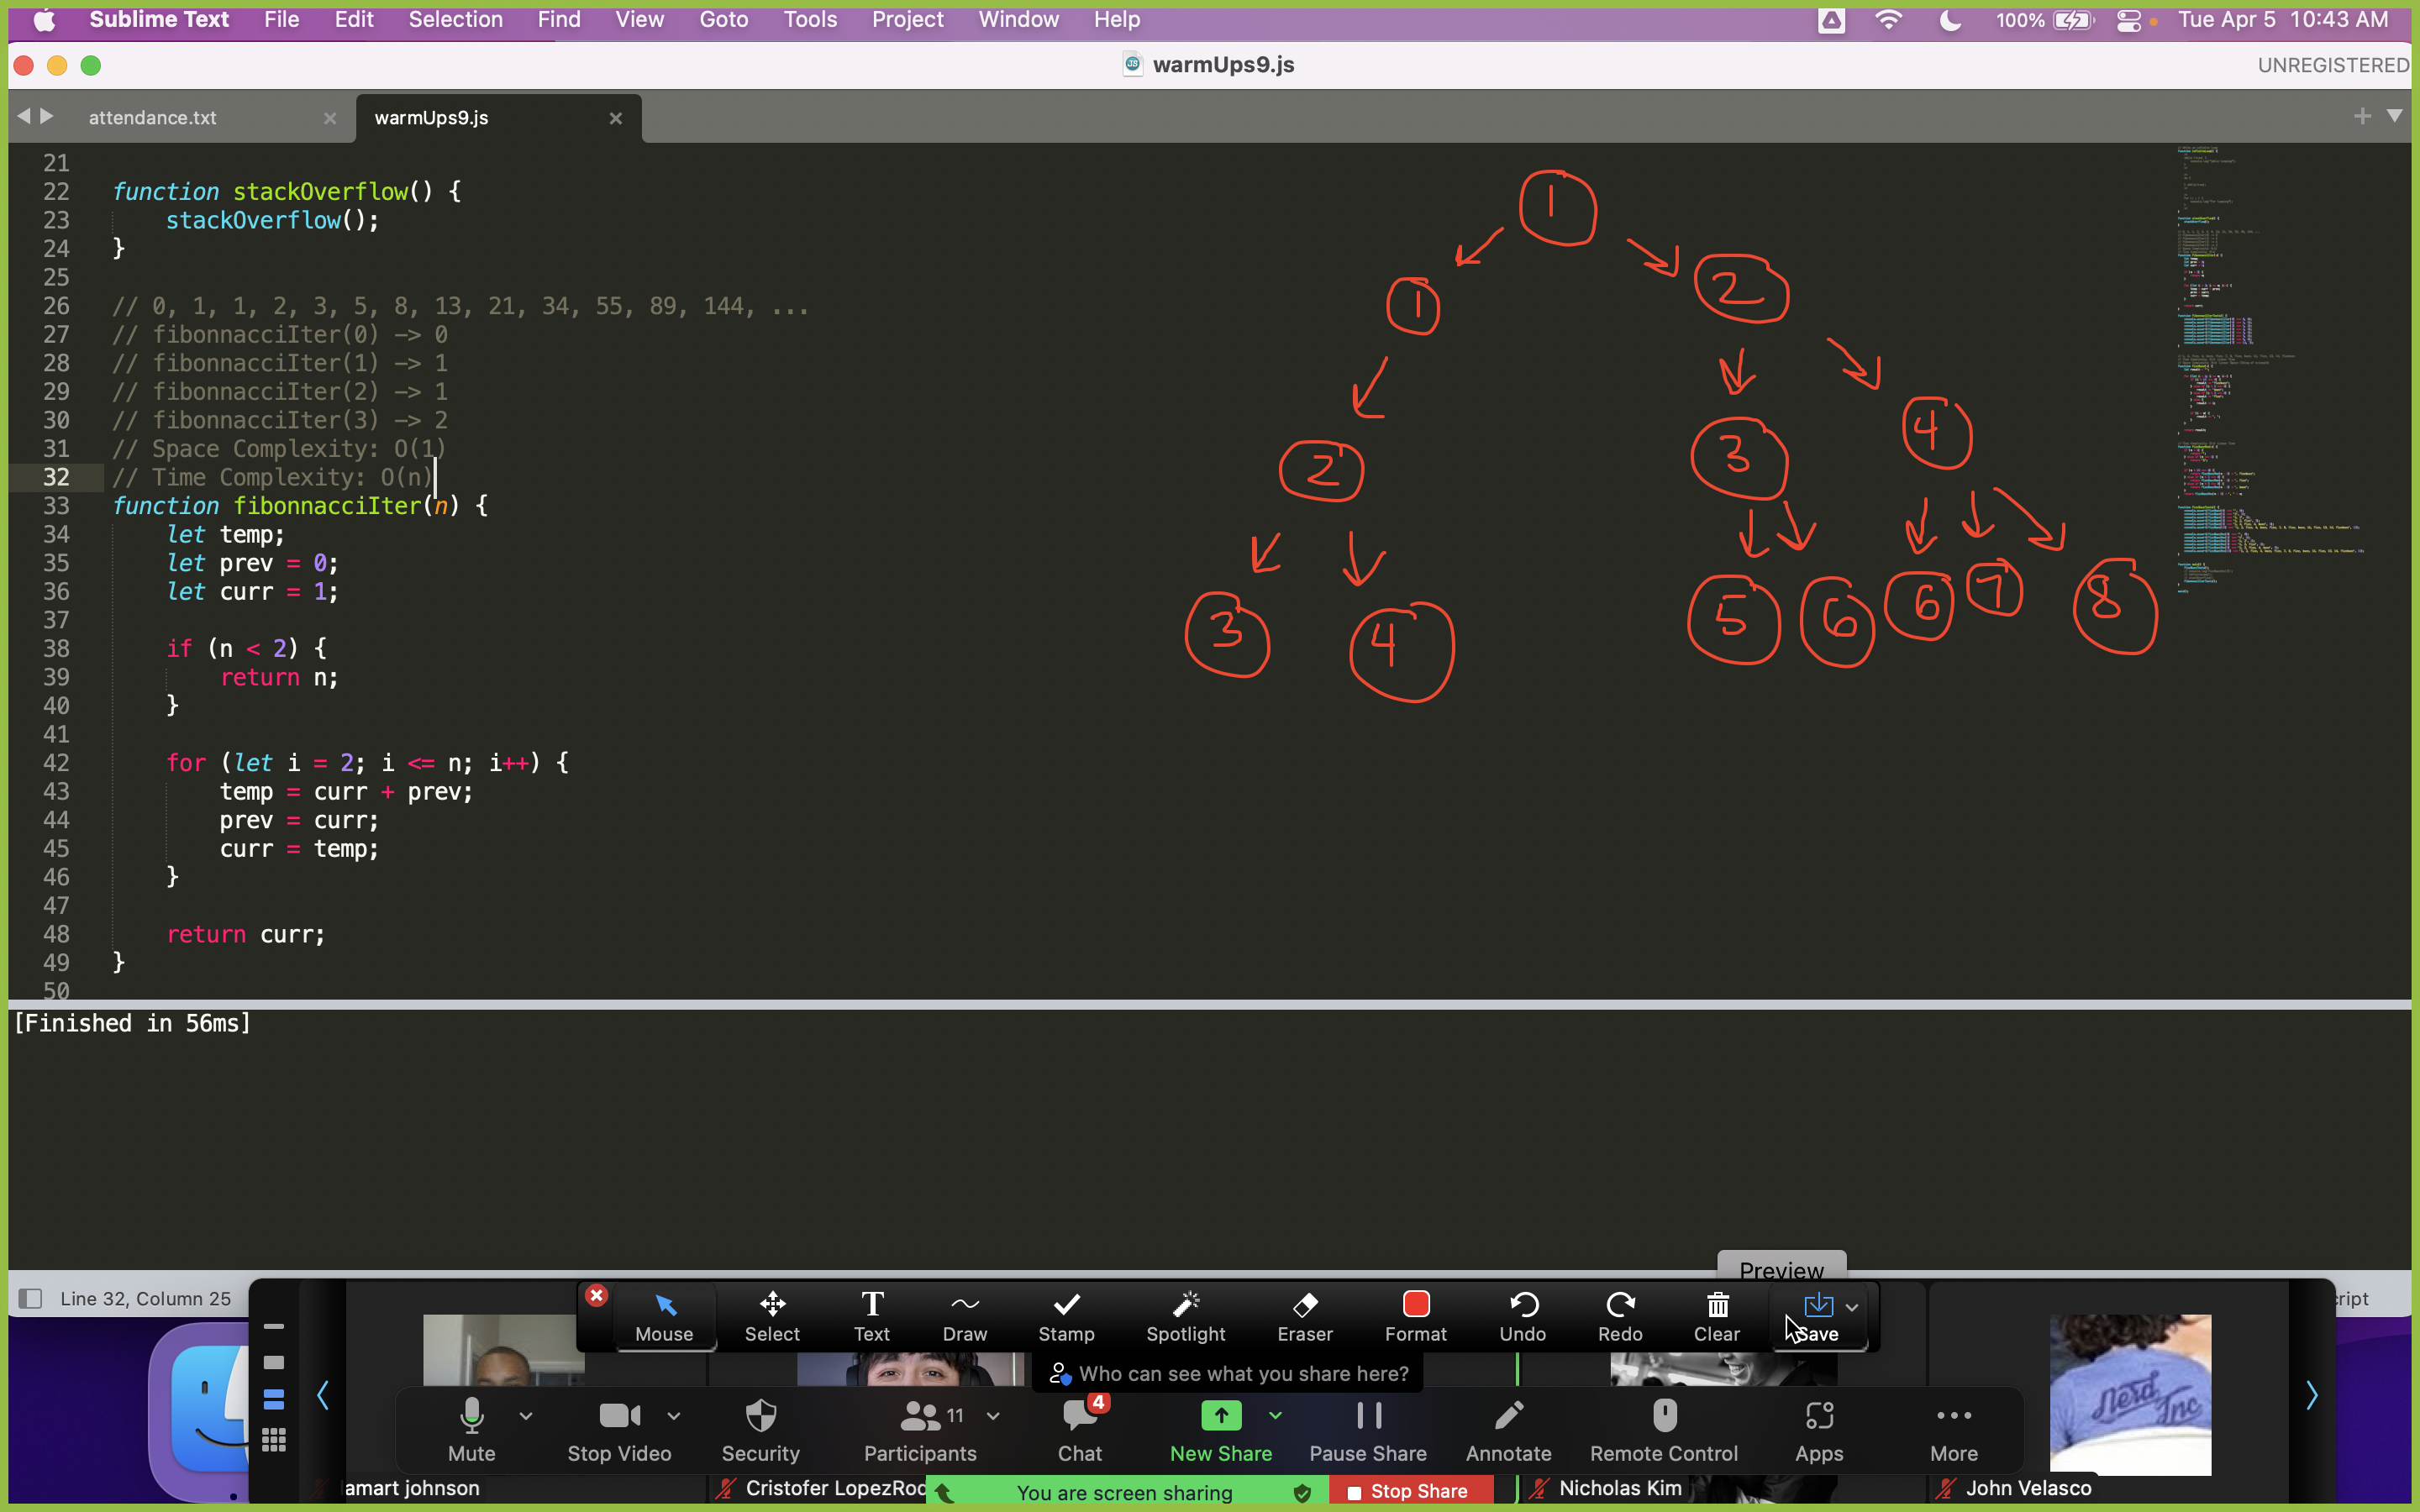 Sublime Text File Edit Selection Find View Goto Tools Project Window Help 100% Tue Apr 5 10:43 AM
warmUps9.js UNREGISTERED
attendance.txt warmUps9.js
21
22 function stackOverflow() {
23 stackOverflow();
24 }
25
26 // 0, 1, 1, 2, 3, 5, 8, 13, 21, 34, 55, 89, 144, ...
27 // fibonnacciIter(0) -> 0
28 // fibonnacciIter(1) -> 1
29 // fibonnacciIter(2) -> 1
30 // fibonnacciIter(3) -> 2
31 // Space Complexity: O(1)
32 // Time Complexity: O(n)
33 function fibonnacciIter(n) {
34 let temp;
35 let prev = 0;
36 let curr = 1;
37
38 if (n < 2) {
39 return n;
40 }
41
42 for (let i = 2; i <= n; i++) {
43 temp = curr + prev;
44 prev = curr;
45 curr = temp;
46 }
47
48 return curr;
49 }
50
1
1 2
2 3 4
3 4 5 6 6 7 8
[Finished in 56ms]
Preview
Line 32, Column 25 ript
Mouse Select Text Draw Stamp Spotlight Eraser Format Undo Redo Clear Save
Who can see what you share here?
11 4
Mute Stop Video Security Participants Chat New Share Pause Share Annotate Remote Control Apps More
Nerd Inc
amart johnson Cristofer LopezRod Nicholas Kim John Velasco
You are screen sharing Stop Share